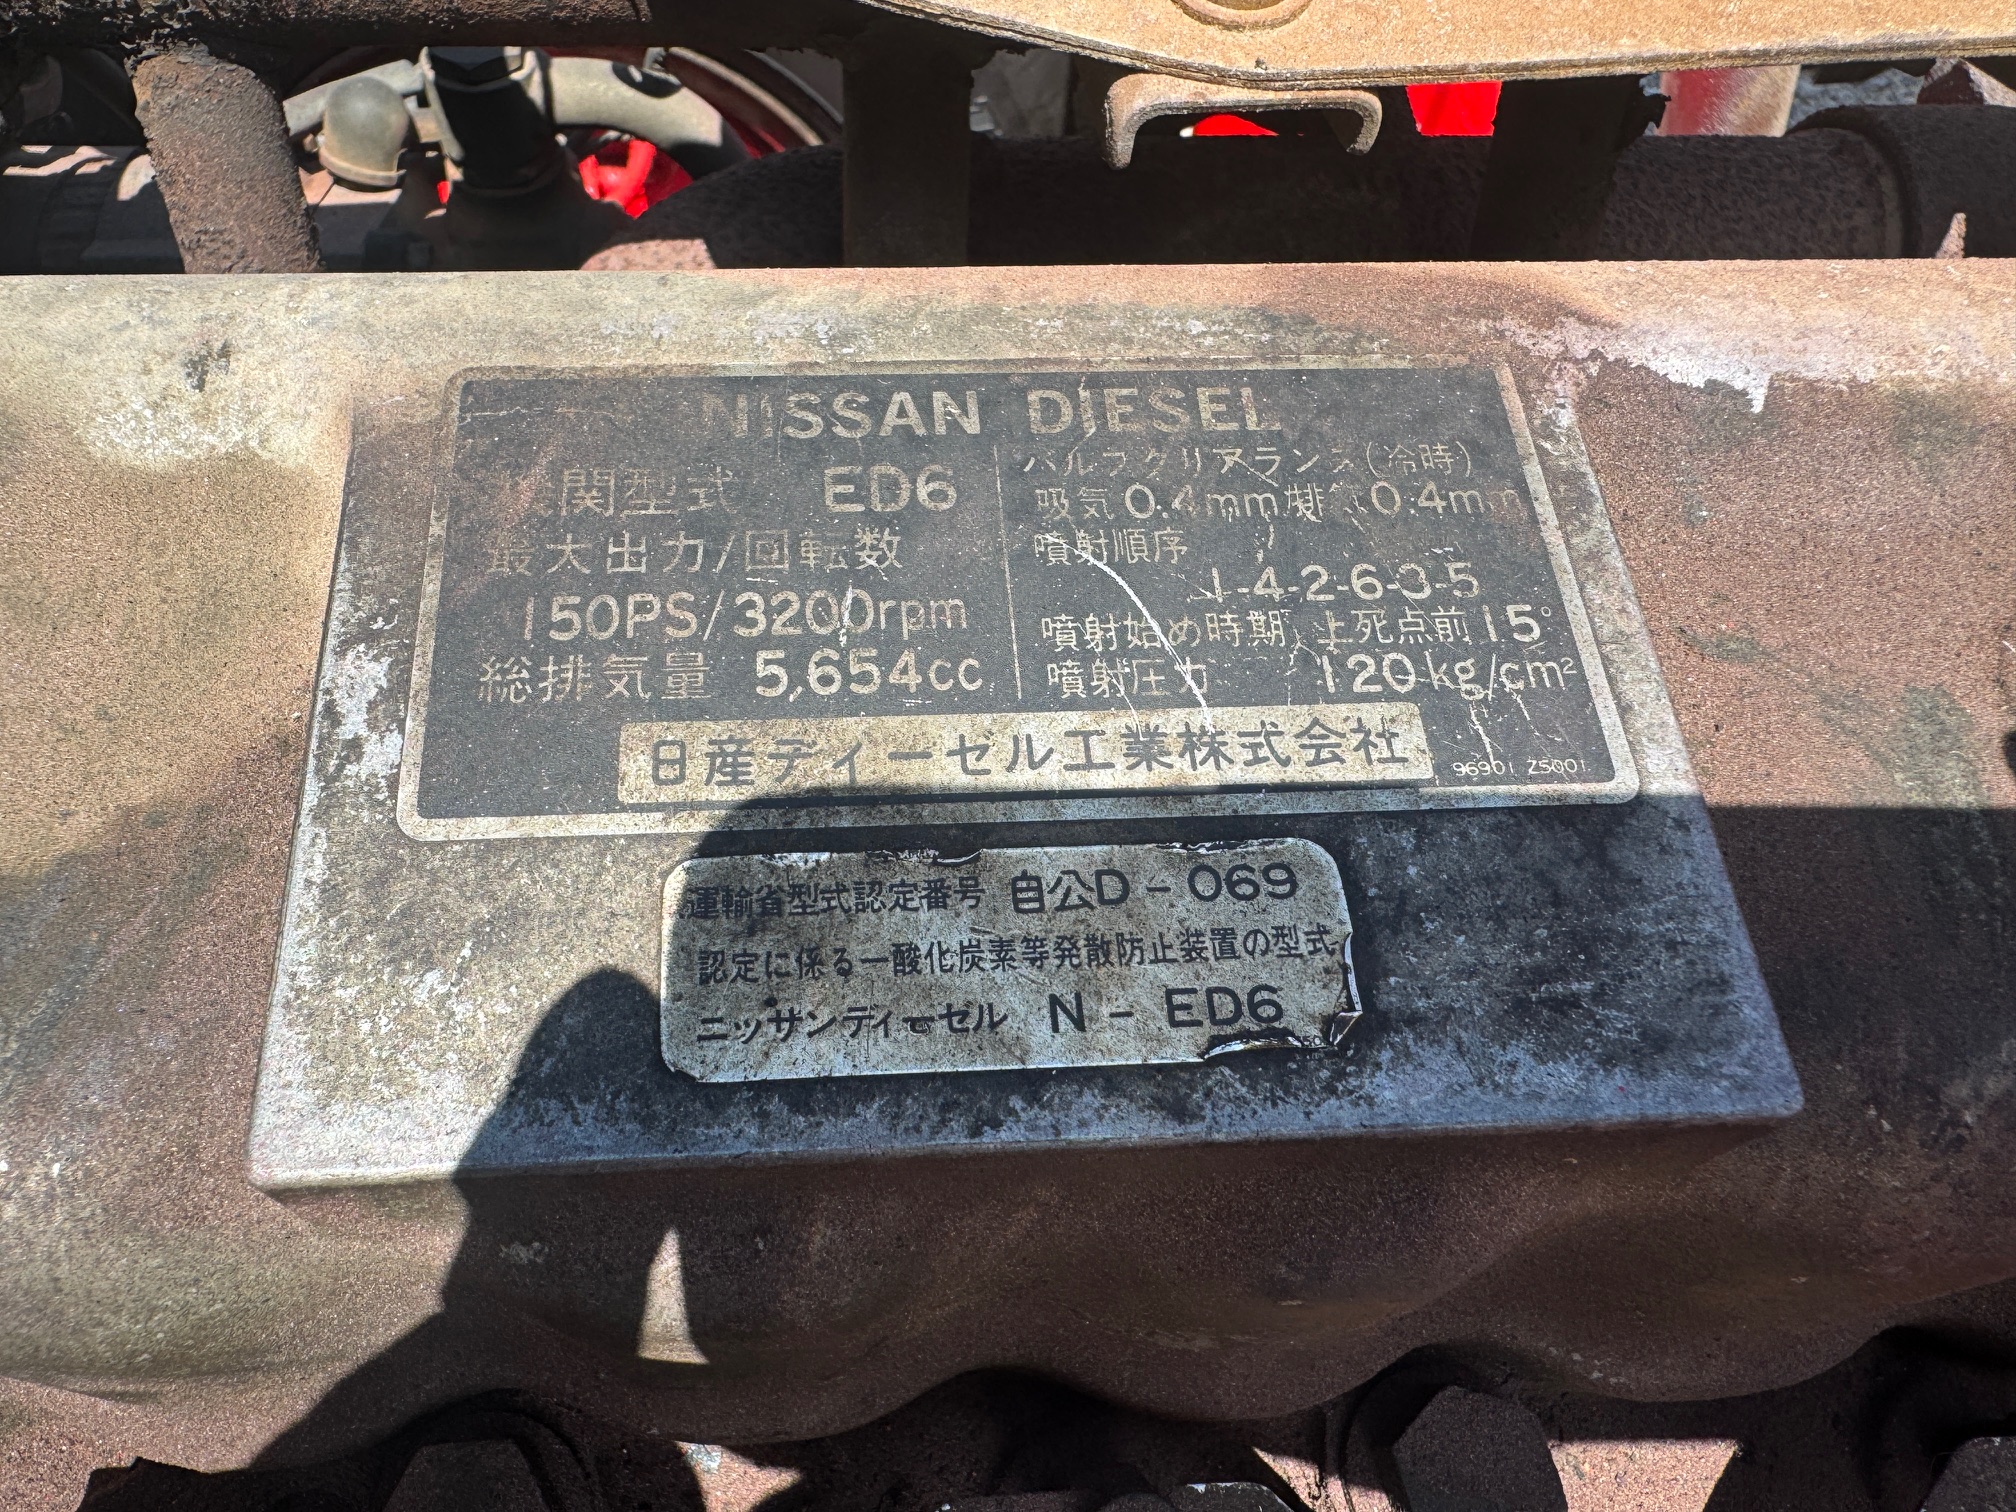 NISSAN DIESEL
機関型式 ED6
最大出力/回転数
150PS/3200rpm
総排気量 5,654cc
バルブクリアランス(冷時)
吸気0.4mm排気0.4mm
噴射順序
1-4-2-6-3-5
噴射始め時期 上死点前15°
噴射圧力 120kg/cm²
日産ディーゼル工業株式会社
96901 Z5001
運輸省型式認定番号 自公D-069
認定に係る一酸化炭素等発散防止装置の型式
ニッサンディーゼル N-ED6